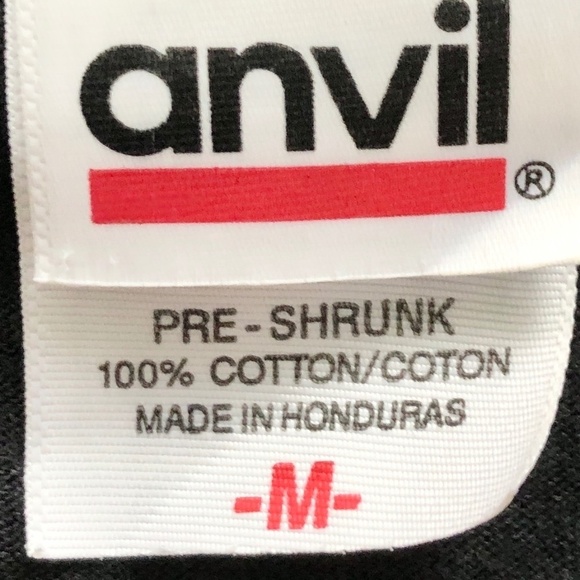 anvil®
PRE-SHRUNK
100% COTTON/COTON
MADE IN HONDURAS
-M-